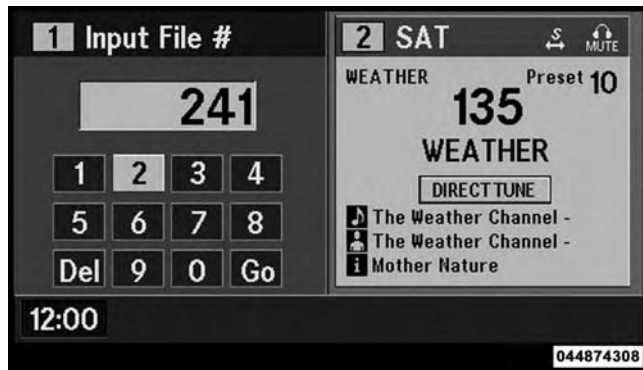 1 Input File #
241
1 2 3 4
5 6 7 8
Del 9 0 Go
2 SAT S MUTE
WEATHER Preset 10
135
WEATHER
DIRECT TUNE
The Weather Channel -
The Weather Channel -
i Mother Nature
12:00
044874308